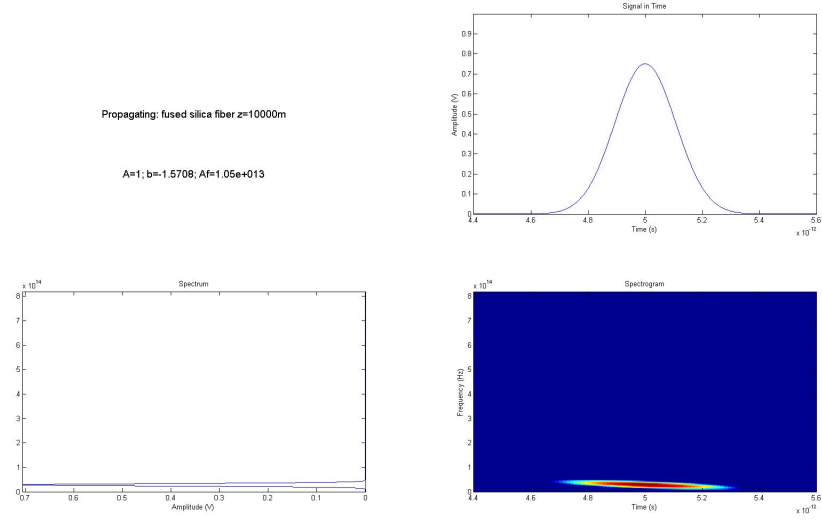 Signal in Time
0.9
0.8
0.7
0.6
0.5
0.4
0.3
0.2
0.1
0
Amplitude (V)
4.4 4.6 4.8 5 5.2 5.4 5.6
Time (s)
x 10^-12
Propagating: fused silica fiber z=10000m
A=1; b=-1.5708; Af=1.05e+013
x 10^14
Spectrum
8
7
6
5
4
3
2
1
0
0.7 0.6 0.5 0.4 0.3 0.2 0.1 0
Amplitude (V)
x 10^14
Spectrogram
8
7
6
5
4
3
2
1
0
Frequency (Hz)
4.4 4.6 4.8 5 5.2 5.4 5.6
Time (s)
x 10^-12